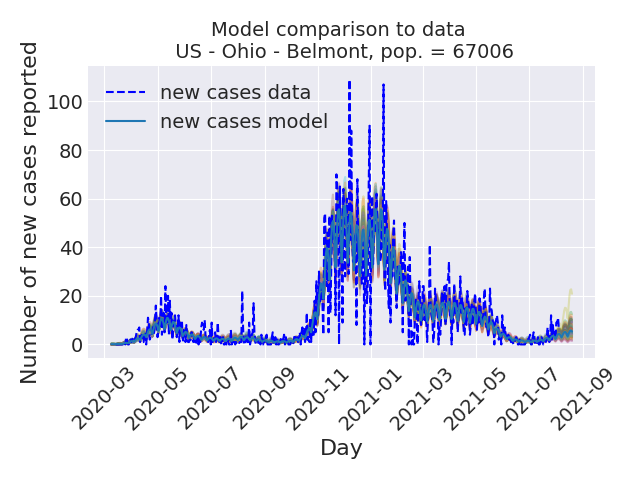 Model comparison to data
US - Ohio - Belmont, pop. = 67006
Number of new cases reported
new cases data
new cases model
100
80
60
40
20
0
2020-03
2020-05
2020-07
2020-09
2020-11
2021-01
2021-03
2021-05
2021-07
2021-09
Day